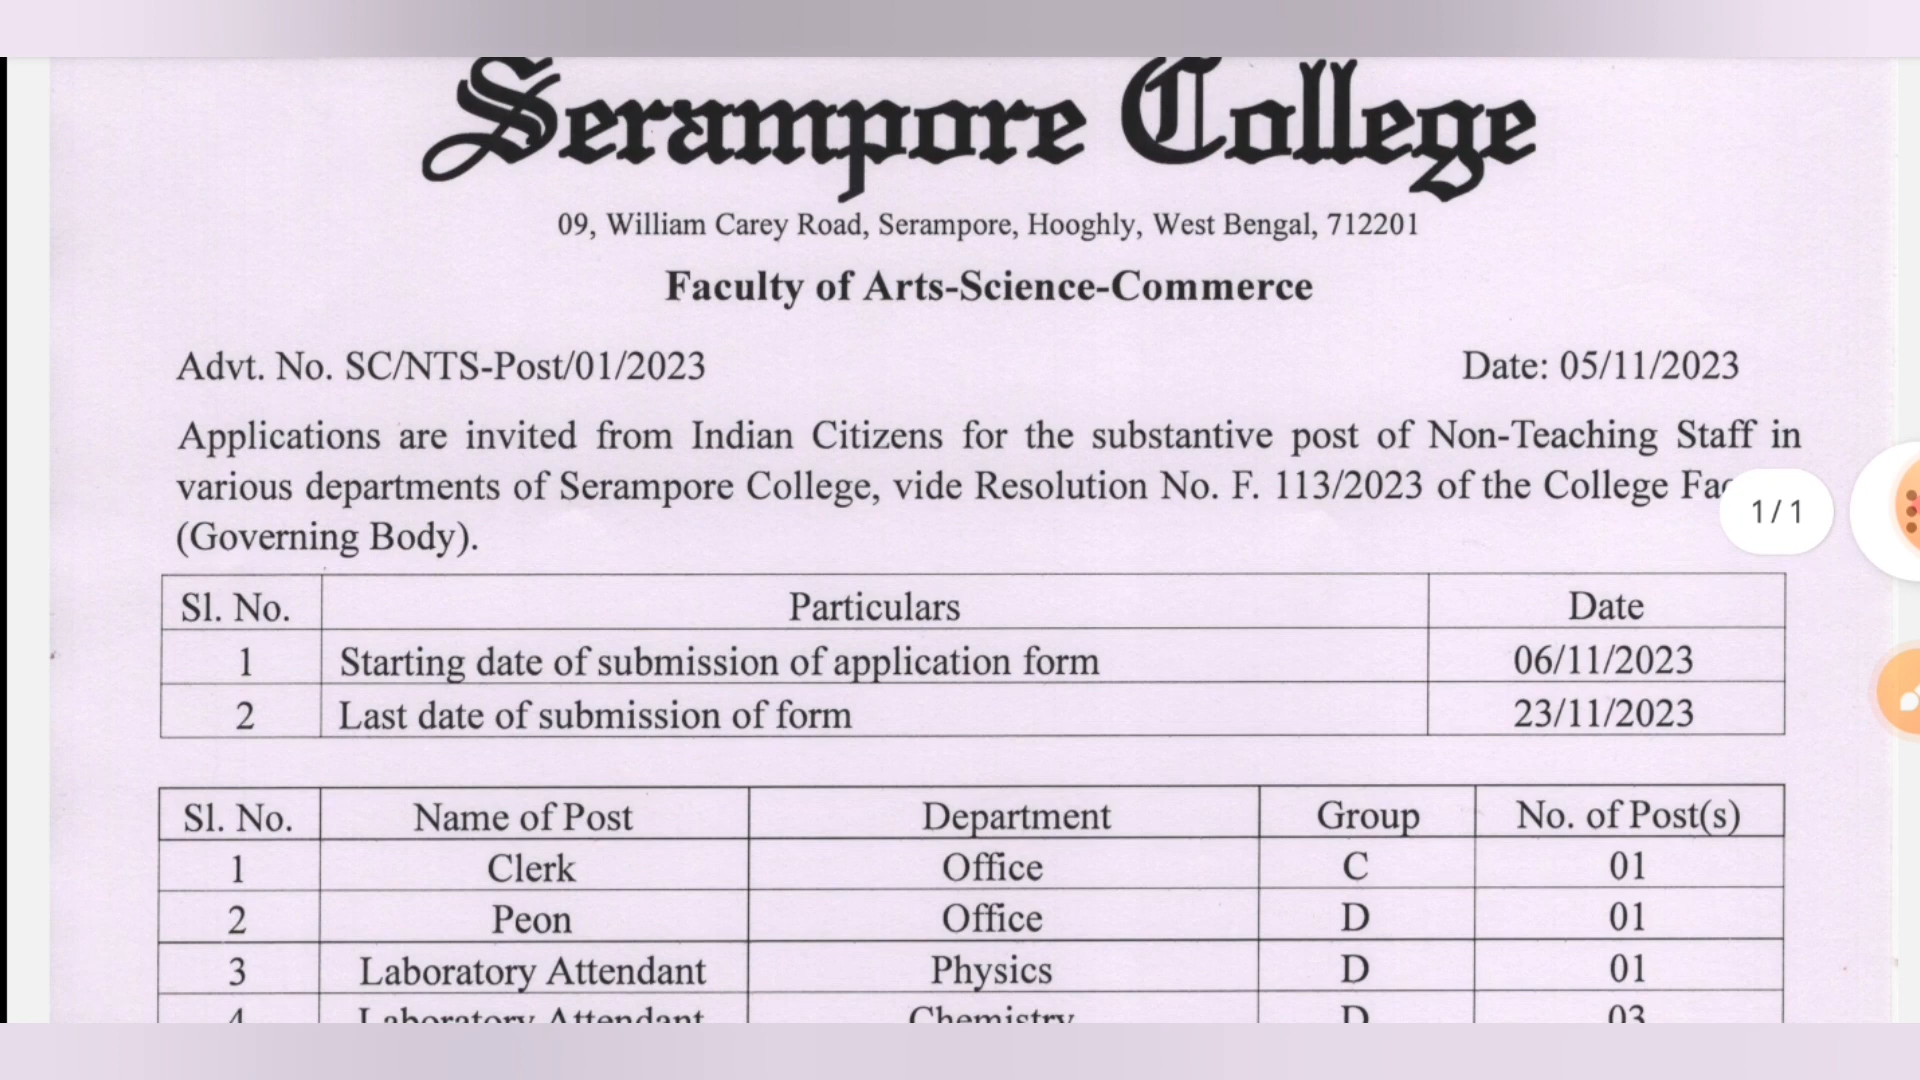 Serampore College
09, William Carey Road, Serampore, Hooghly, West Bengal, 712201
Faculty of Arts-Science-Commerce
Advt. No. SC/NTS-Post/01/2023 Date: 05/11/2023
Applications are invited from Indian Citizens for the substantive post of Non-Teaching Staff in
various departments of Serampore College, vide Resolution No. F. 113/2023 of the College
(Governing Body).
1/1
Sl. No. Particulars Date
1 Starting date of submission of application form 06/11/2023
2 Last date of submission of form 23/11/2023
Sl. No. Name of Post Department Group No. of Post(s)
1 Clerk Office C 01
2 Peon Office D 01
3 Laboratory Attendant Physics D 01
4 Laboratory Attendant Chemistry D 03